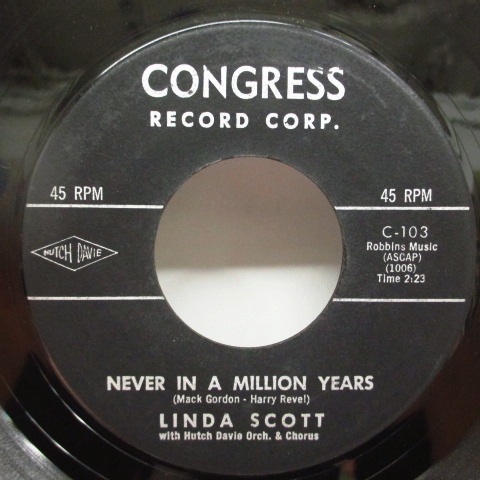 CONGRESS
RECORD CORP.
45 RPM
45 RPM
HUTCH DAVIE
C-103
Robbins Music
(ASCAP)
(1006)
Time 2:23
NEVER IN A MILLION YEARS
(Mack Gordon - Harry Revel)
LINDA SCOTT
with Hutch Davie Orch. & Chorus